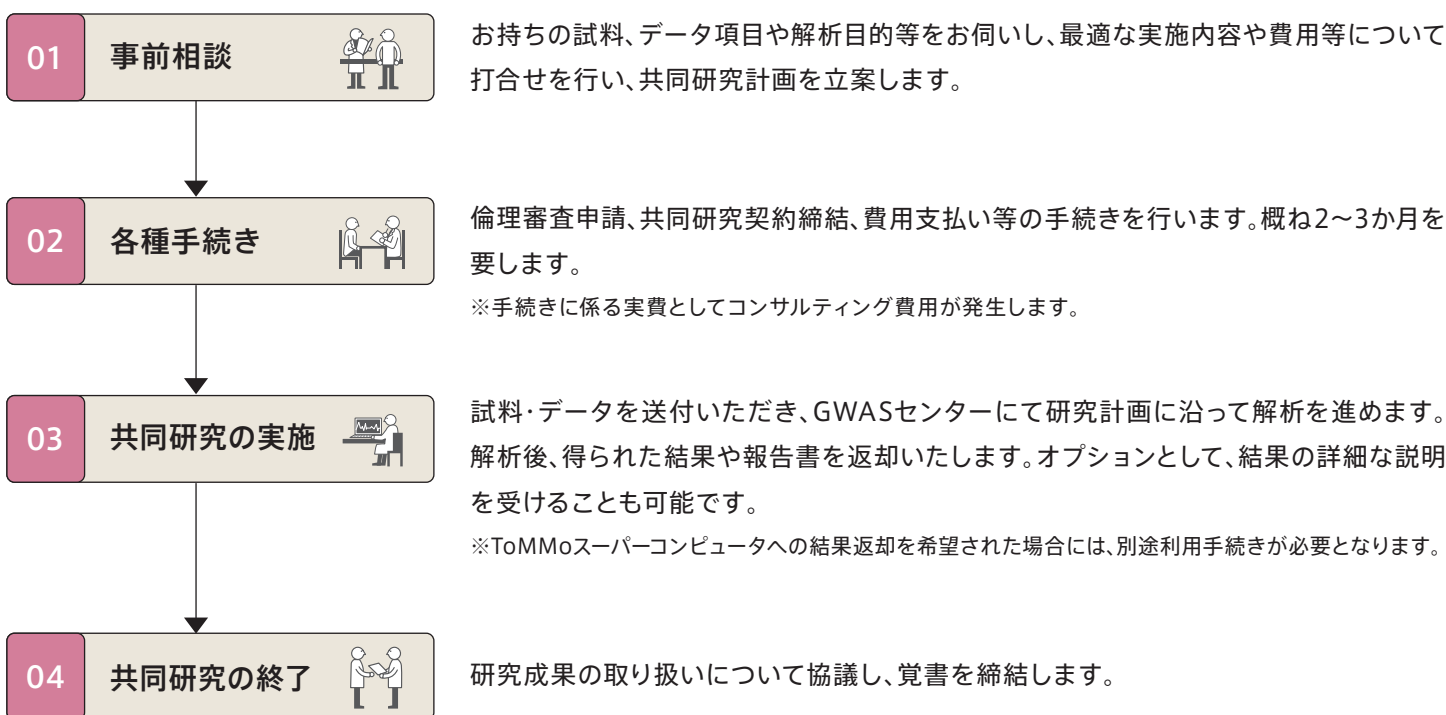 01 事前相談
お持ちの試料、データ項目や解析目的等をお伺いし、最適な実施内容や費用等について
打合せを行い、共同研究計画を立案します。
02 各種手続き
倫理審査申請、共同研究契約締結、費用支払い等の手続きを行います。概ね2〜3か月を
要します。
※手続きに係る実費としてコンサルティング費用が発生します。
03 共同研究の実施
試料・データを送付いただき、GWASセンターにて研究計画に沿って解析を進めます。
解析後、得られた結果や報告書を返却いたします。オプションとして、結果の詳細な説明
を受けることも可能です。
※ToMMoスーパーコンピュータへの結果返却を希望された場合には、別途利用手続きが必要となります。
04 共同研究の終了
研究成果の取り扱いについて協議し、覚書を締結します。